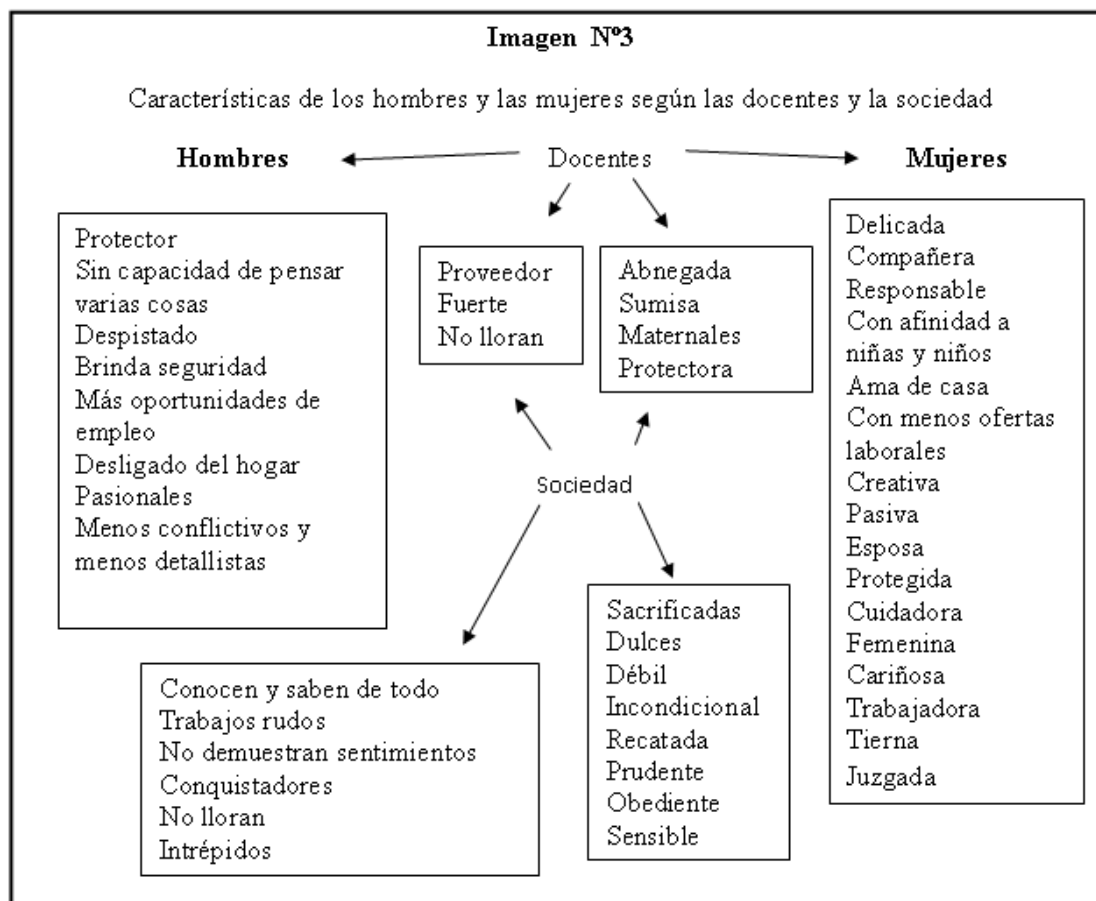 Imagen Nº3
Características de los hombres y las mujeres según las docentes y la sociedad
Hombres
Docentes
Mujeres
Protector
Sin capacidad de pensar
varias cosas
Despistado
Brinda seguridad
Más oportunidades de
empleo
Desligado del hogar
Pasionales
Menos conflictivos y
menos detallistas
Proveedor
Fuerte
No lloran
Abnegada
Sumisa
Maternales
Protectora
Delicada
Compañera
Responsable
Con afinidad a
niñas y niños
Ama de casa
Con menos ofertas
laborales
Creativa
Pasiva
Esposa
Protegida
Cuidadora
Femenina
Cariñosa
Trabajadora
Tierna
Juzgada
Sociedad
Conocen y saben de todo
Trabajos rudos
No demuestran sentimientos
Conquistadores
No lloran
Intrépidos
Sacrificadas
Dulces
Débil
Incondicional
Recatada
Prudente
Obediente
Sensible